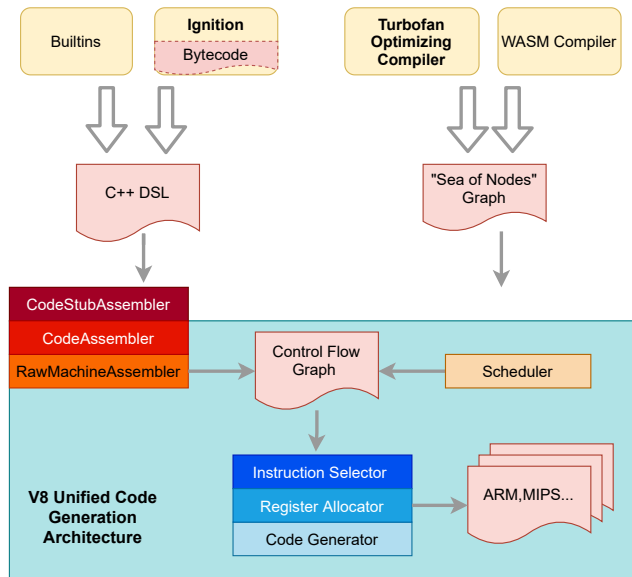 Builtins
Ignition
Bytecode
Turbofan
Optimizing
Compiler
WASM Compiler
C++ DSL
"Sea of Nodes"
Graph
CodeStubAssembler
CodeAssembler
RawMachineAssembler
Control Flow
Graph
Scheduler
Instruction Selector
Register Allocator
Code Generator
ARM,MIPS...
V8 Unified Code
Generation
Architecture